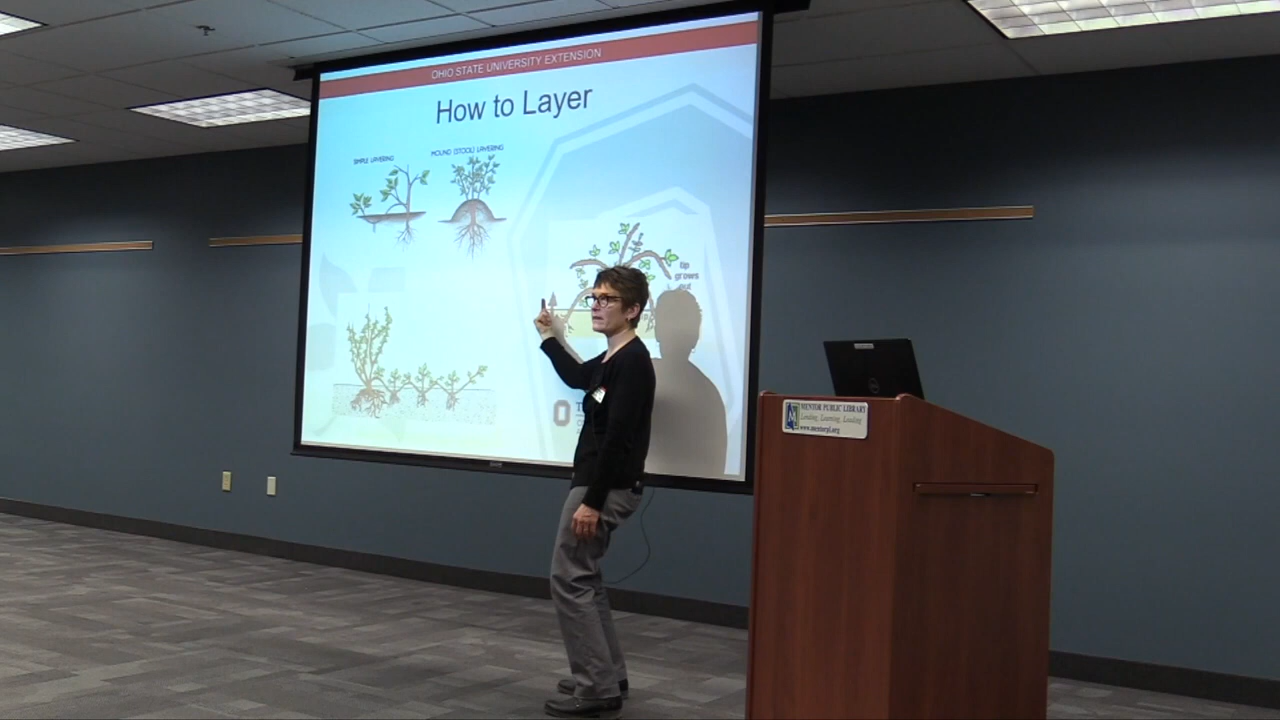 OHIO STATE UNIVERSITY EXTENSION
How to Layer
SIMPLE LAYERING
MOUND (STOOL) LAYERING
tip
grows
out
MENTOR PUBLIC LIBRARY
Lending, Learning, Leading
www.mentorpl.org